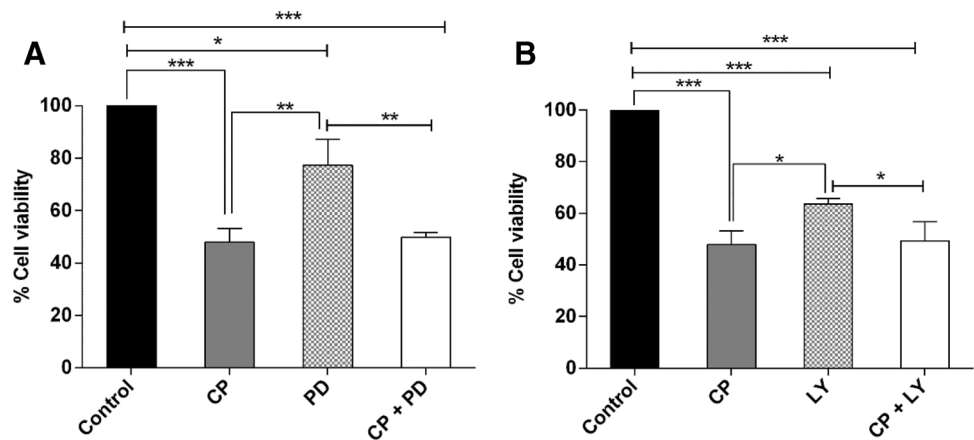 A
***
*
***
**
**
% Cell viability
100
80
60
40
20
0
Control
CP
PD
CP + PD
B
***
***
***
*
*
% Cell viability
100
80
60
40
20
0
Control
CP
LY
CP + LY